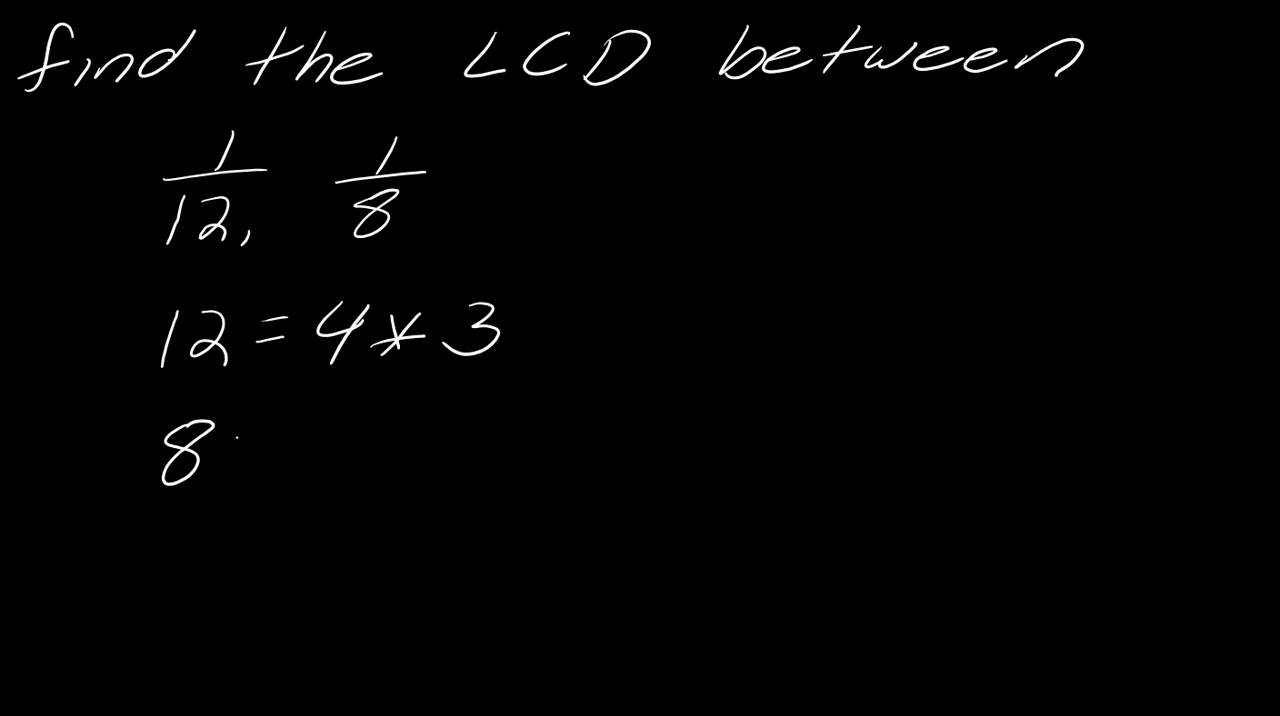 find the LCD between
1/12, 1/8
12 = 4 * 3
8